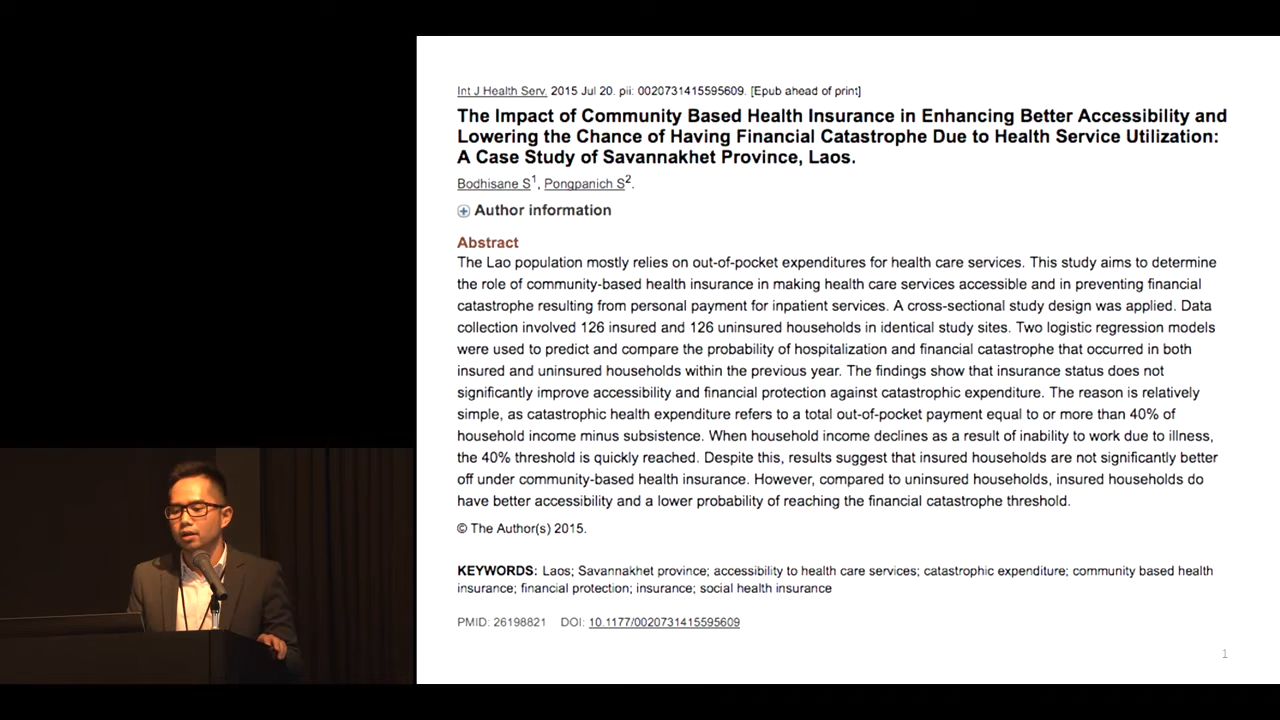 Int J Health Serv. 2015 Jul 20. pii: 0020731415595609. [Epub ahead of print]
The Impact of Community Based Health Insurance in Enhancing Better Accessibility and
Lowering the Chance of Having Financial Catastrophe Due to Health Service Utilization:
A Case Study of Savannakhet Province, Laos.
Bodhisane S1, Pongpanich S2.
Author information
Abstract
The Lao population mostly relies on out-of-pocket expenditures for health care services. This study aims to determine
the role of community-based health insurance in making health care services accessible and in preventing financial
catastrophe resulting from personal payment for inpatient services. A cross-sectional study design was applied. Data
collection involved 126 insured and 126 uninsured households in identical study sites. Two logistic regression models
were used to predict and compare the probability of hospitalization and financial catastrophe that occurred in both
insured and uninsured households within the previous year. The findings show that insurance status does not
significantly improve accessibility and financial protection against catastrophic expenditure. The reason is relatively
simple, as catastrophic health expenditure refers to a total out-of-pocket payment equal to or more than 40% of
household income minus subsistence. When household income declines as a result of inability to work due to illness,
the 40% threshold is quickly reached. Despite this, results suggest that insured households are not significantly better
off under community-based health insurance. However, compared to uninsured households, insured households do
have better accessibility and a lower probability of reaching the financial catastrophe threshold.
© The Author(s) 2015.
KEYWORDS: Laos; Savannakhet province; accessibility to health care services; catastrophic expenditure; community based health
insurance; financial protection; insurance; social health insurance
PMID: 26198821 DOI: 10.1177/0020731415595609
1